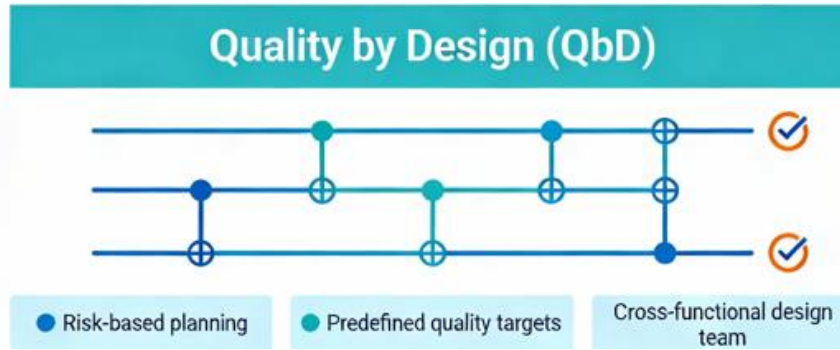 Quality by Design (QbD)
Risk-based planning
Predefined quality targets
Cross-functional design
team